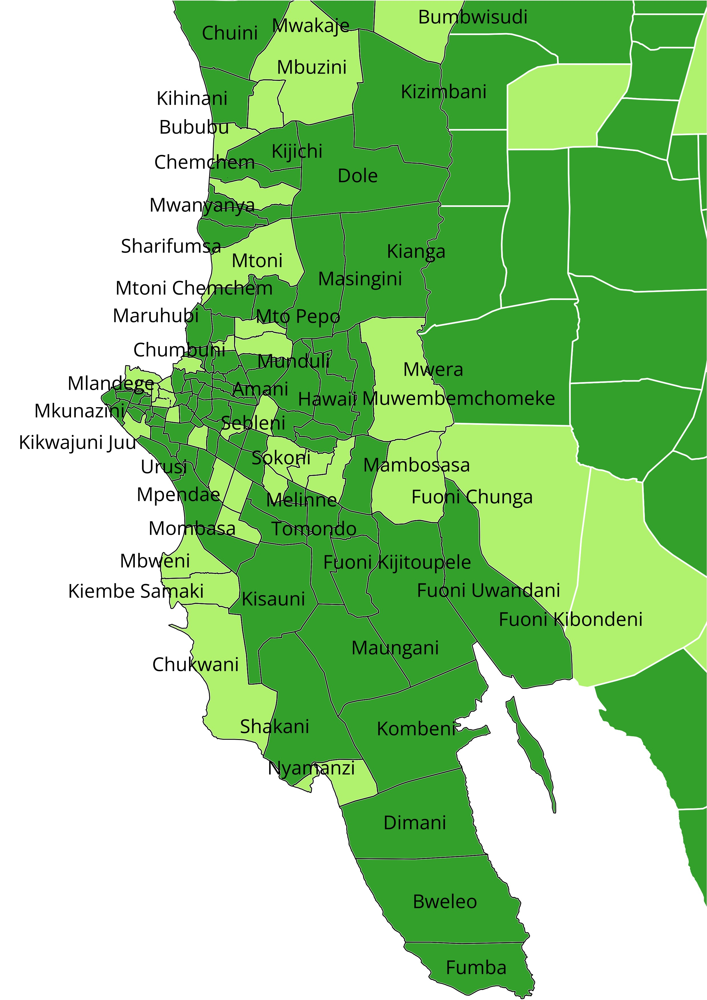 Bumbwisudi
Mwakaje
Chuini
Mbuzini
Kizimbani
Kihinani
Bububu
Kijichi
Chemchem
Dole
Mwanyanya
Sharifumsa
Kianga
Mtoni
Masingini
Mtoni Chemchem
Maruhubi
Mto Pepo
Chumbuni
Munduli
Mwera
Mlandege
Amani
Hawaii
Muwembemchomeke
Mkunazini
Sebleni
Kikwajuni Juu
Sokoni
Mambosasa
Urusi
Mpendae
Melinne
Fuoni Chunga
Mombasa
Tomondo
Mbweni
Fuoni Kijitoupele
Kiembe Samaki
Fuoni Uwandani
Kisauni
Fuoni Kibondeni
Maungani
Chukwani
Shakani
Kombeni
Nyamanzi
Dimani
Bweleo
Fumba